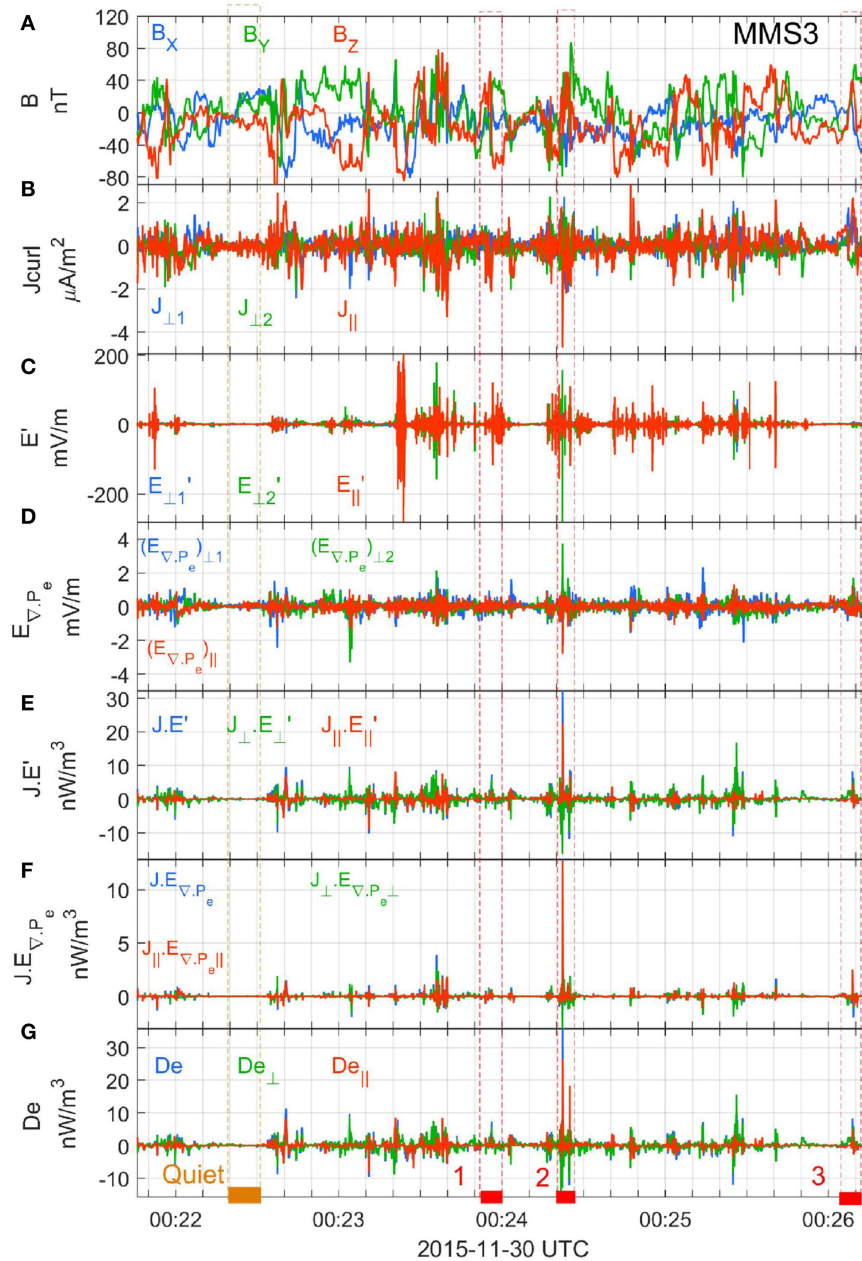 A
B_X B_Y B_Z MMS3
80
40
0
-40
-80
B
nT
B
2
0
-2
-4
Jcurl
μA/m²
J_⊥1 J_⊥2 J_||
C
200
0
-200
E'
mV/m
E_⊥1' E_⊥2' E_||'
D
4
2
0
-2
-4
E_∇.P_e
mV/m
(E_∇.P_e)_⊥1 (E_∇.P_e)_⊥2
(E_∇.P_e)_||
E
30
20
10
0
-10
J.E'
nW/m³
J.E' J_⊥.E_⊥' J_||.E_||'
F
10
5
0
J.E_∇.P_e
nW/m³
J.E_∇.P_e J_⊥.E_∇.P_e⊥
J_||.E_∇.P_e||
G
30
20
10
0
-10
De
nW/m³
De De_⊥ De_||
Quiet 1 2 3
00:22 00:23 00:24 00:25 00:26
2015-11-30 UTC